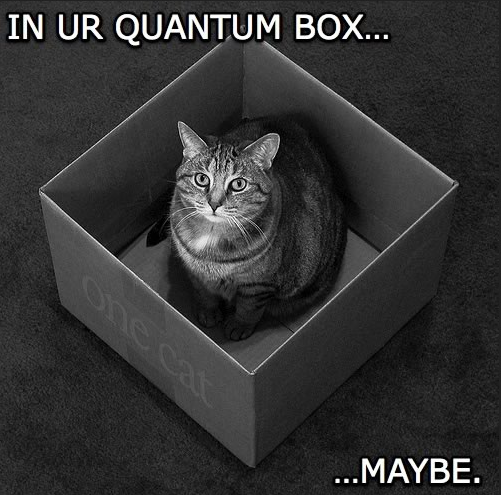 IN UR QUANTUM BOX...
one cat
...MAYBE.